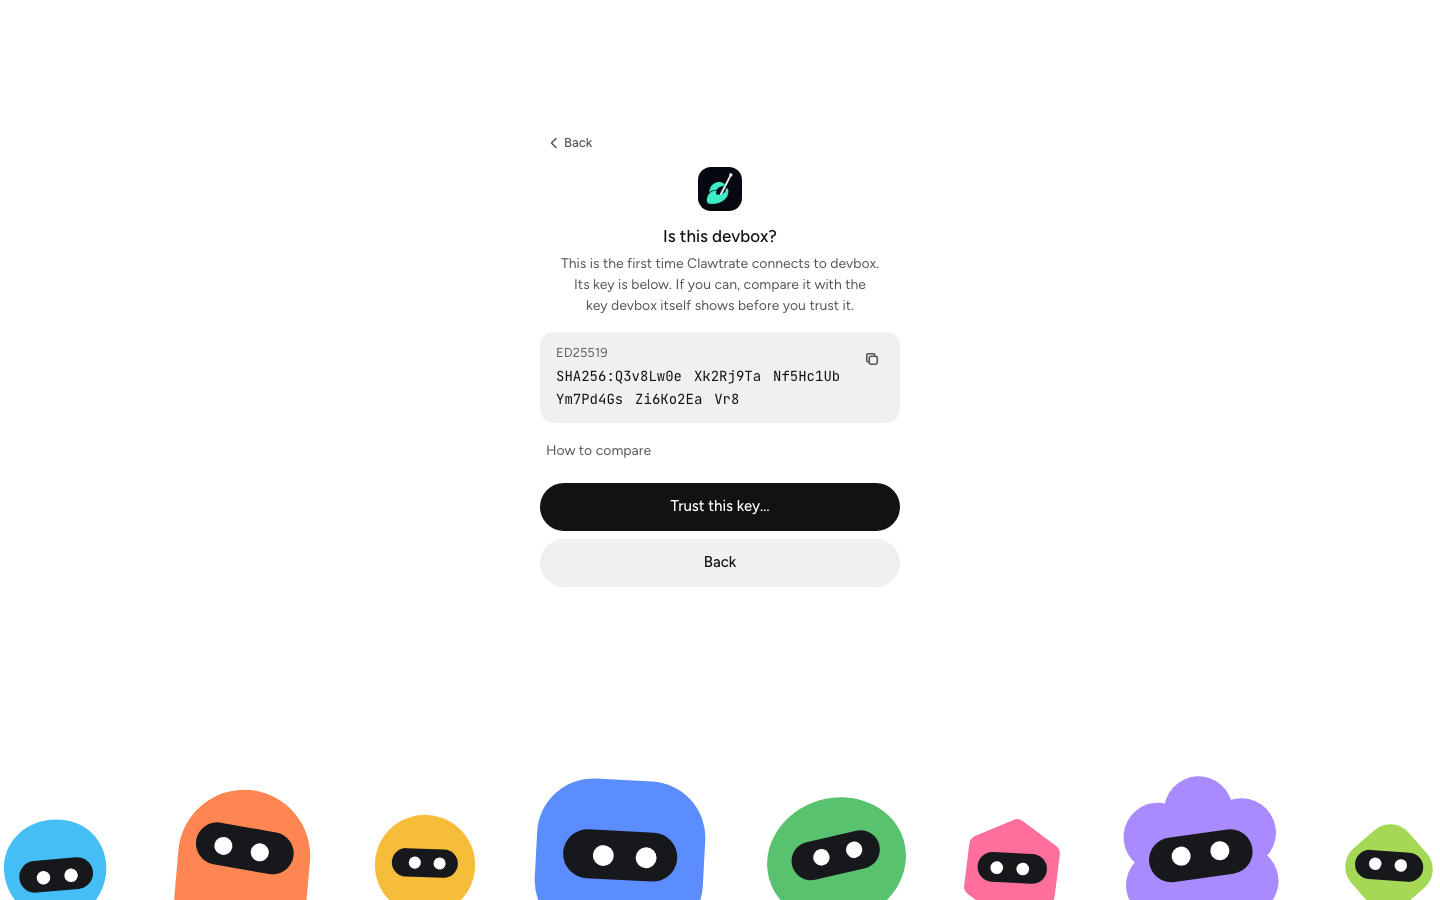 Back
Is this devbox?
This is the first time Clawtrate connects to devbox.
Its key is below. If you can, compare it with the
key devbox itself shows before you trust it.
ED25519
SHA256:Q3v8Lw0e Xk2Rj9Ta Nf5Hc1Ub
Ym7Pd4Gs Zi6Ko2Ea Vr8
How to compare
Trust this key…
Back